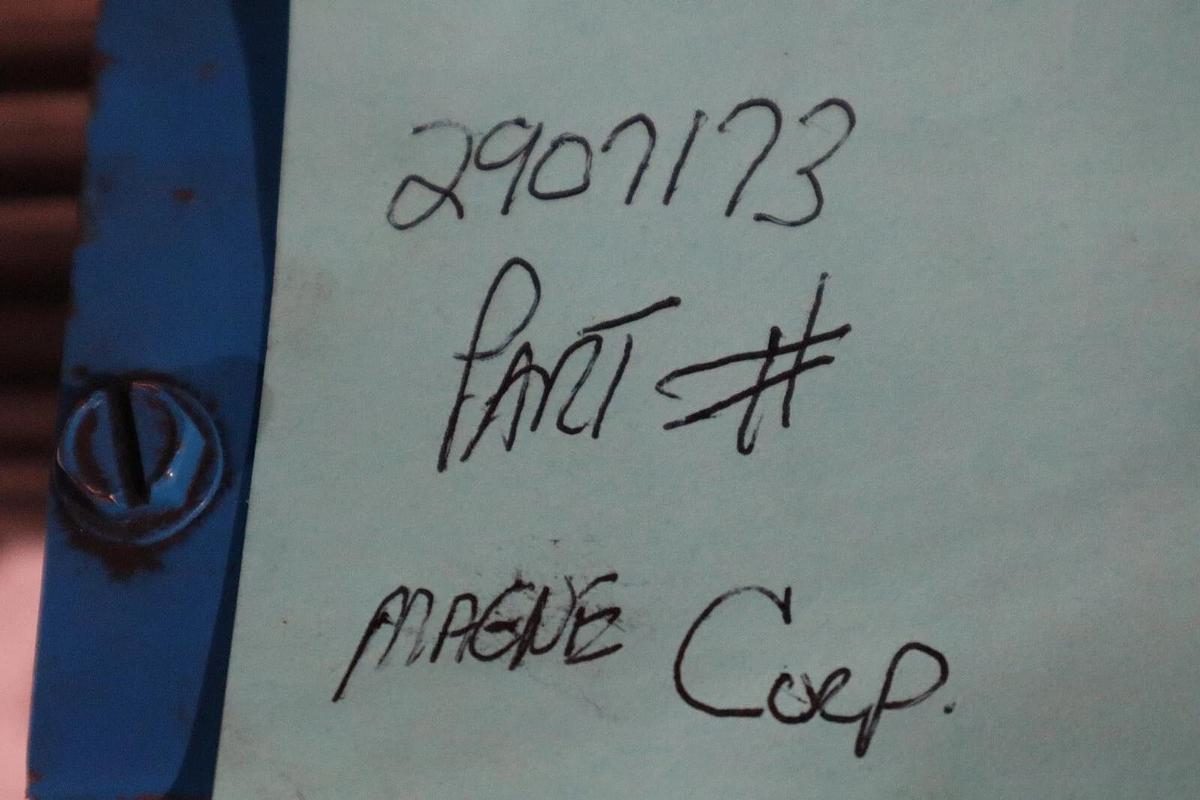 2907173
PART #
MAGNE Corp.